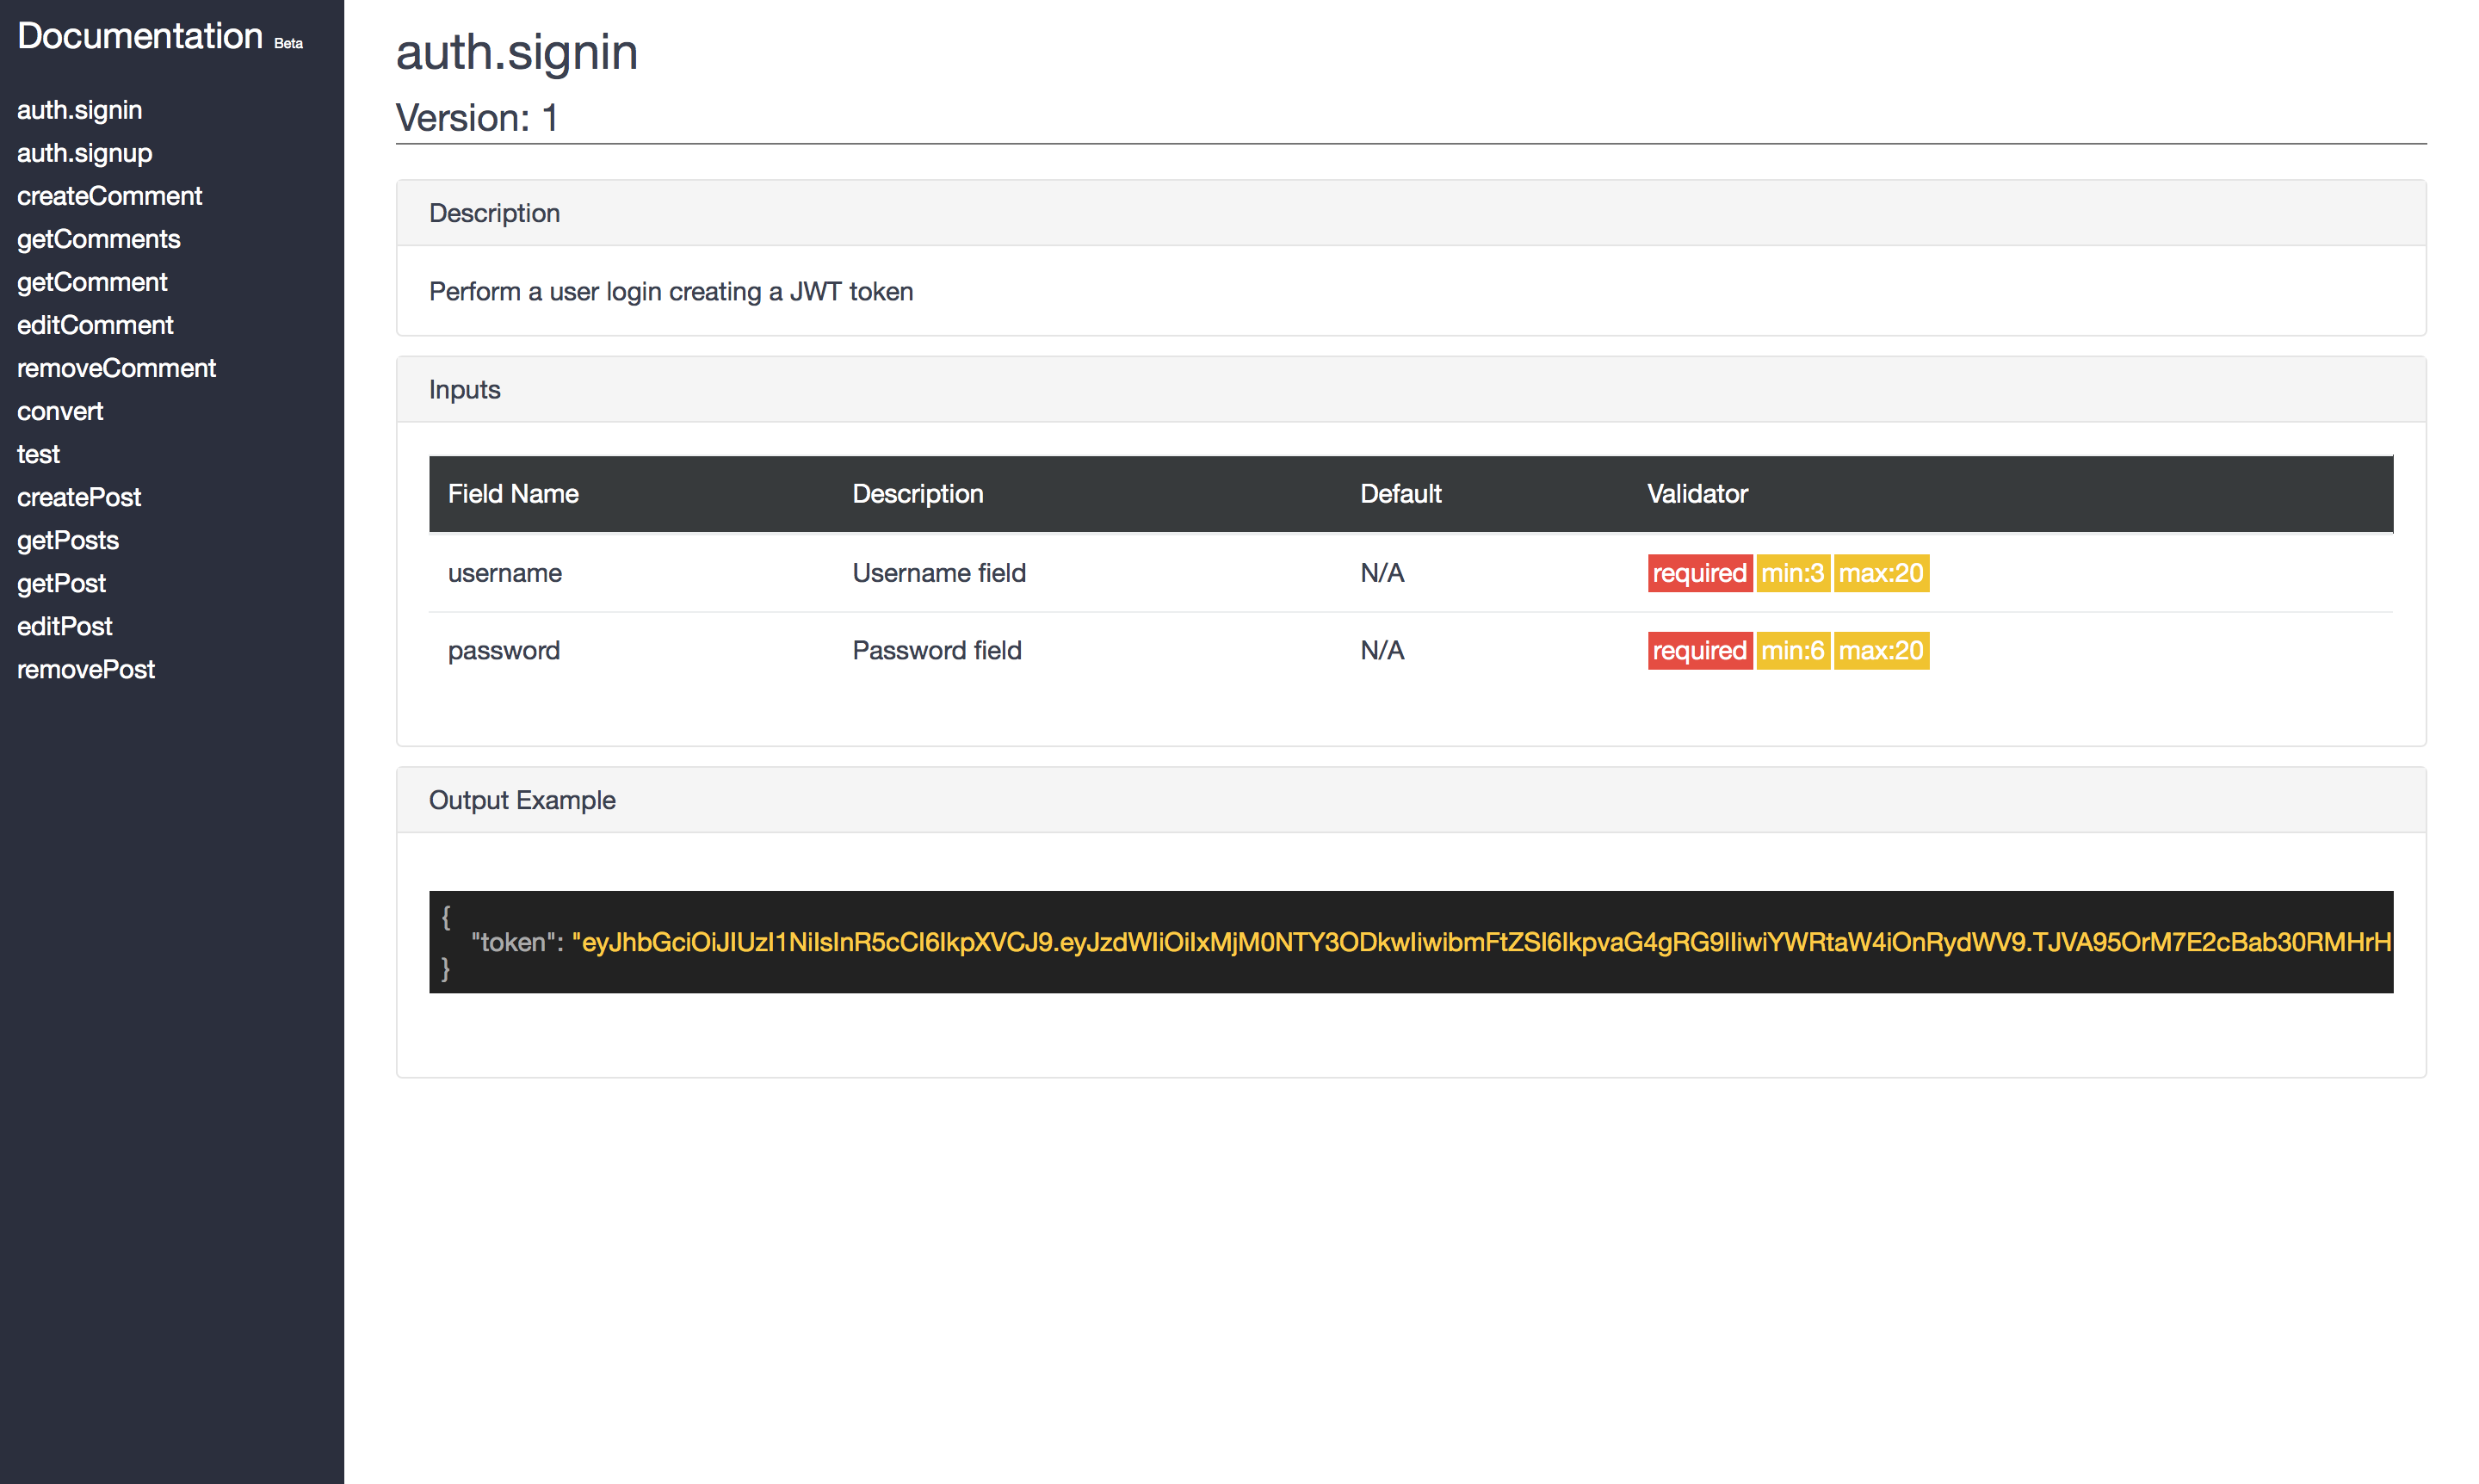 Documentation Beta
auth.signin
auth.signup
createComment
getComments
getComment
editComment
removeComment
convert
test
createPost
getPosts
getPost
editPost
removePost
auth.signin
Version: 1
Description
Perform a user login creating a JWT token
Inputs
Field Name Description Default Validator
username Username field N/A required min:3 max:20
password Password field N/A required min:6 max:20
Output Example
{
"token": "eyJhbGciOiJIUzI1NiIsInR5cCI6IkpXVCJ9.eyJzdWIiOiIxMjM0NTY3ODkwIiwibmFtZSI6IkpvaG4gRG9lIiwiYWRtaW4iOnRydWV9.TJVA95OrM7E2cBab30RMHrH
}